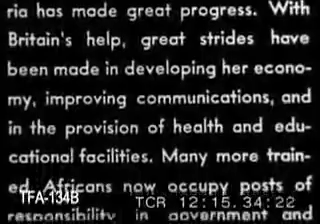 ria has made great progress. With
Britain's help, great strides have
been made in developing her econo-
my, improving communications, and
in the provision of health and edu-
cational facilities. Many more train-
ed Africans now occupy posts of
TFA-134B
TCR 12:15.34:22
responsibility in government and